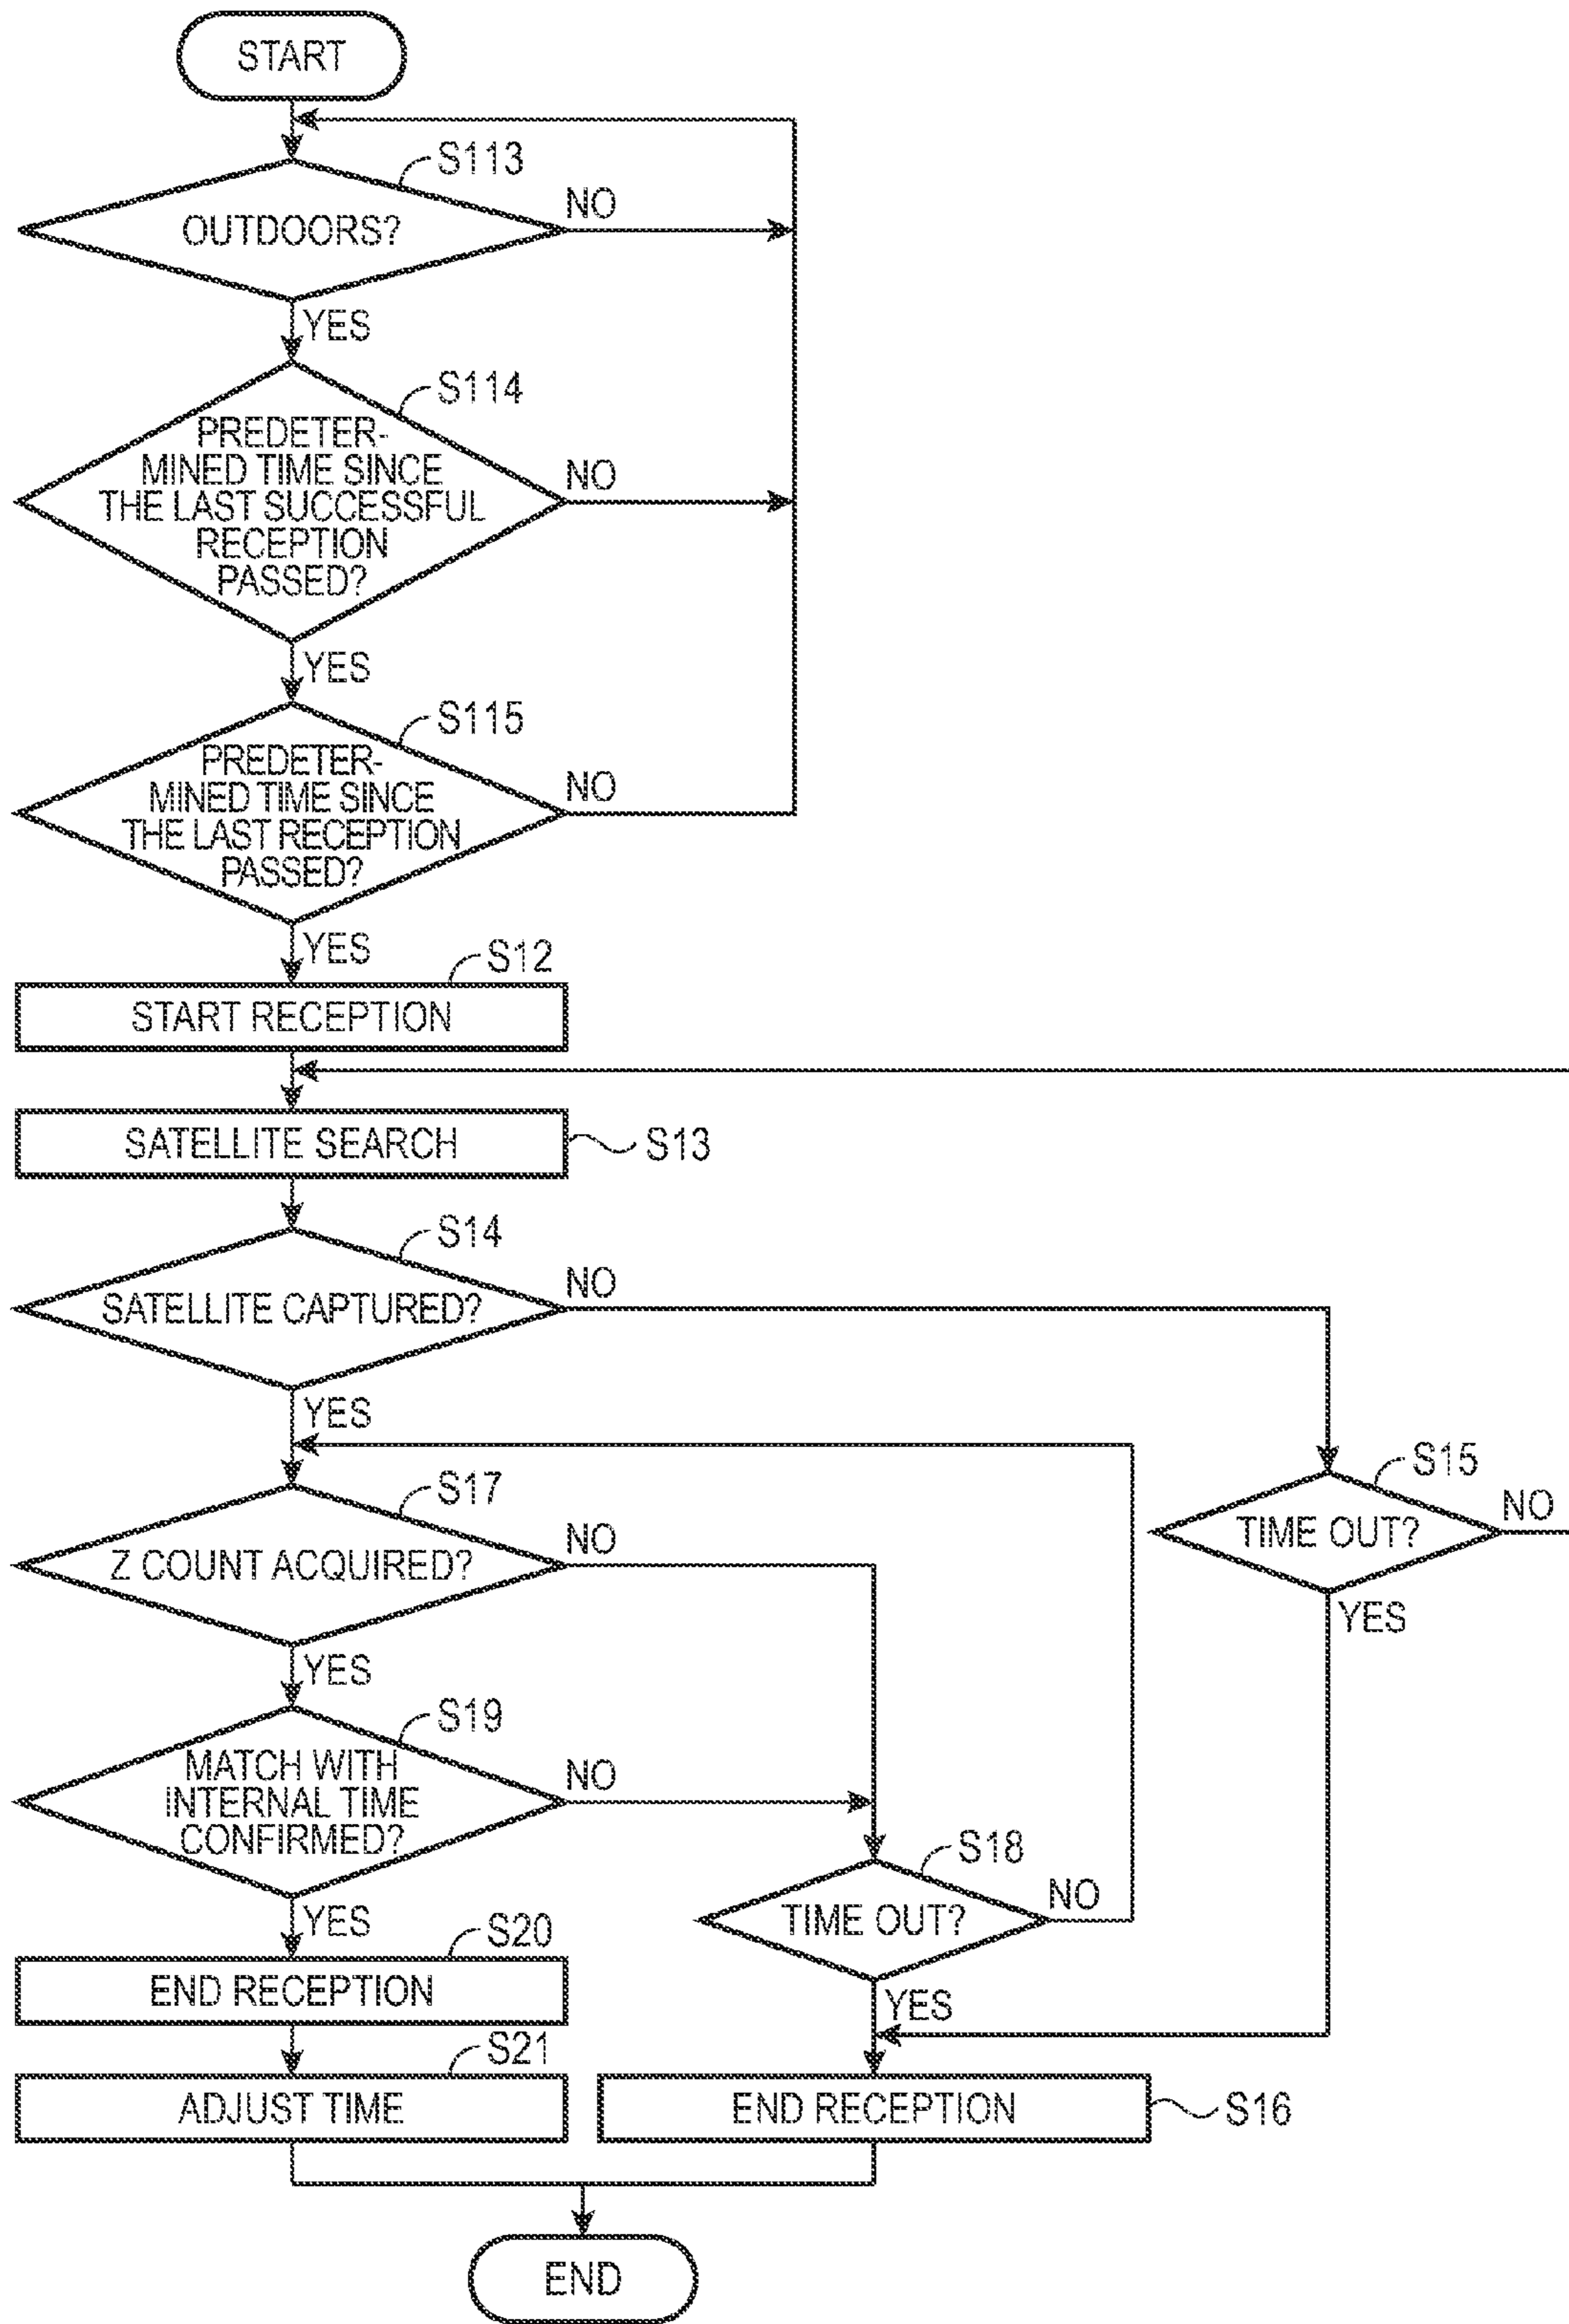 START
S113
OUTDOORS?
NO
YES
S114
PREDETER-
MINED TIME SINCE
THE LAST SUCCESSFUL
RECEPTION
PASSED?
NO
YES
S115
PREDETER-
MINED TIME SINCE
THE LAST RECEPTION
PASSED?
NO
YES
S12
START RECEPTION
SATELLITE SEARCH
S13
S14
SATELLITE CAPTURED?
NO
YES
S15
TIME OUT?
NO
YES
S17
Z COUNT ACQUIRED?
NO
YES
S19
MATCH WITH
INTERNAL TIME
CONFIRMED?
NO
YES
S18
TIME OUT?
NO
YES
S20
END RECEPTION
S21
ADJUST TIME
END RECEPTION
S16
END